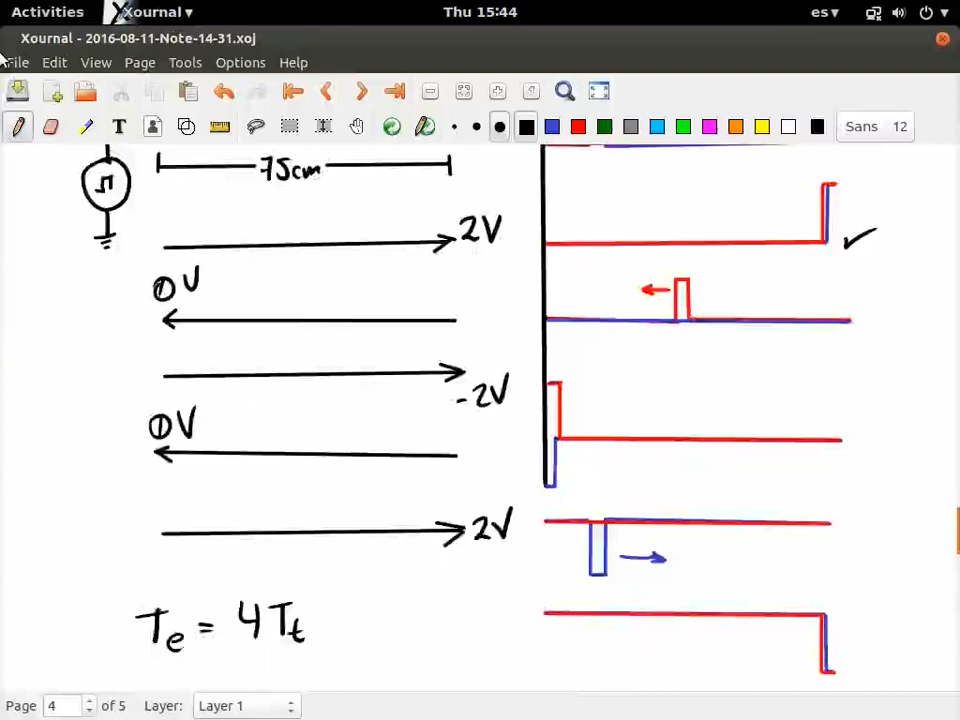 Activities
Xournal
Thu 15:44
es
Xournal - 2016-08-11-Note-14-31.xoj
File Edit View Page Tools Options Help
T
Sans 12
75cm
2V
0V
-2V
0V
2V
Te = 4Tt
Page 4 of 5 Layer: Layer 1